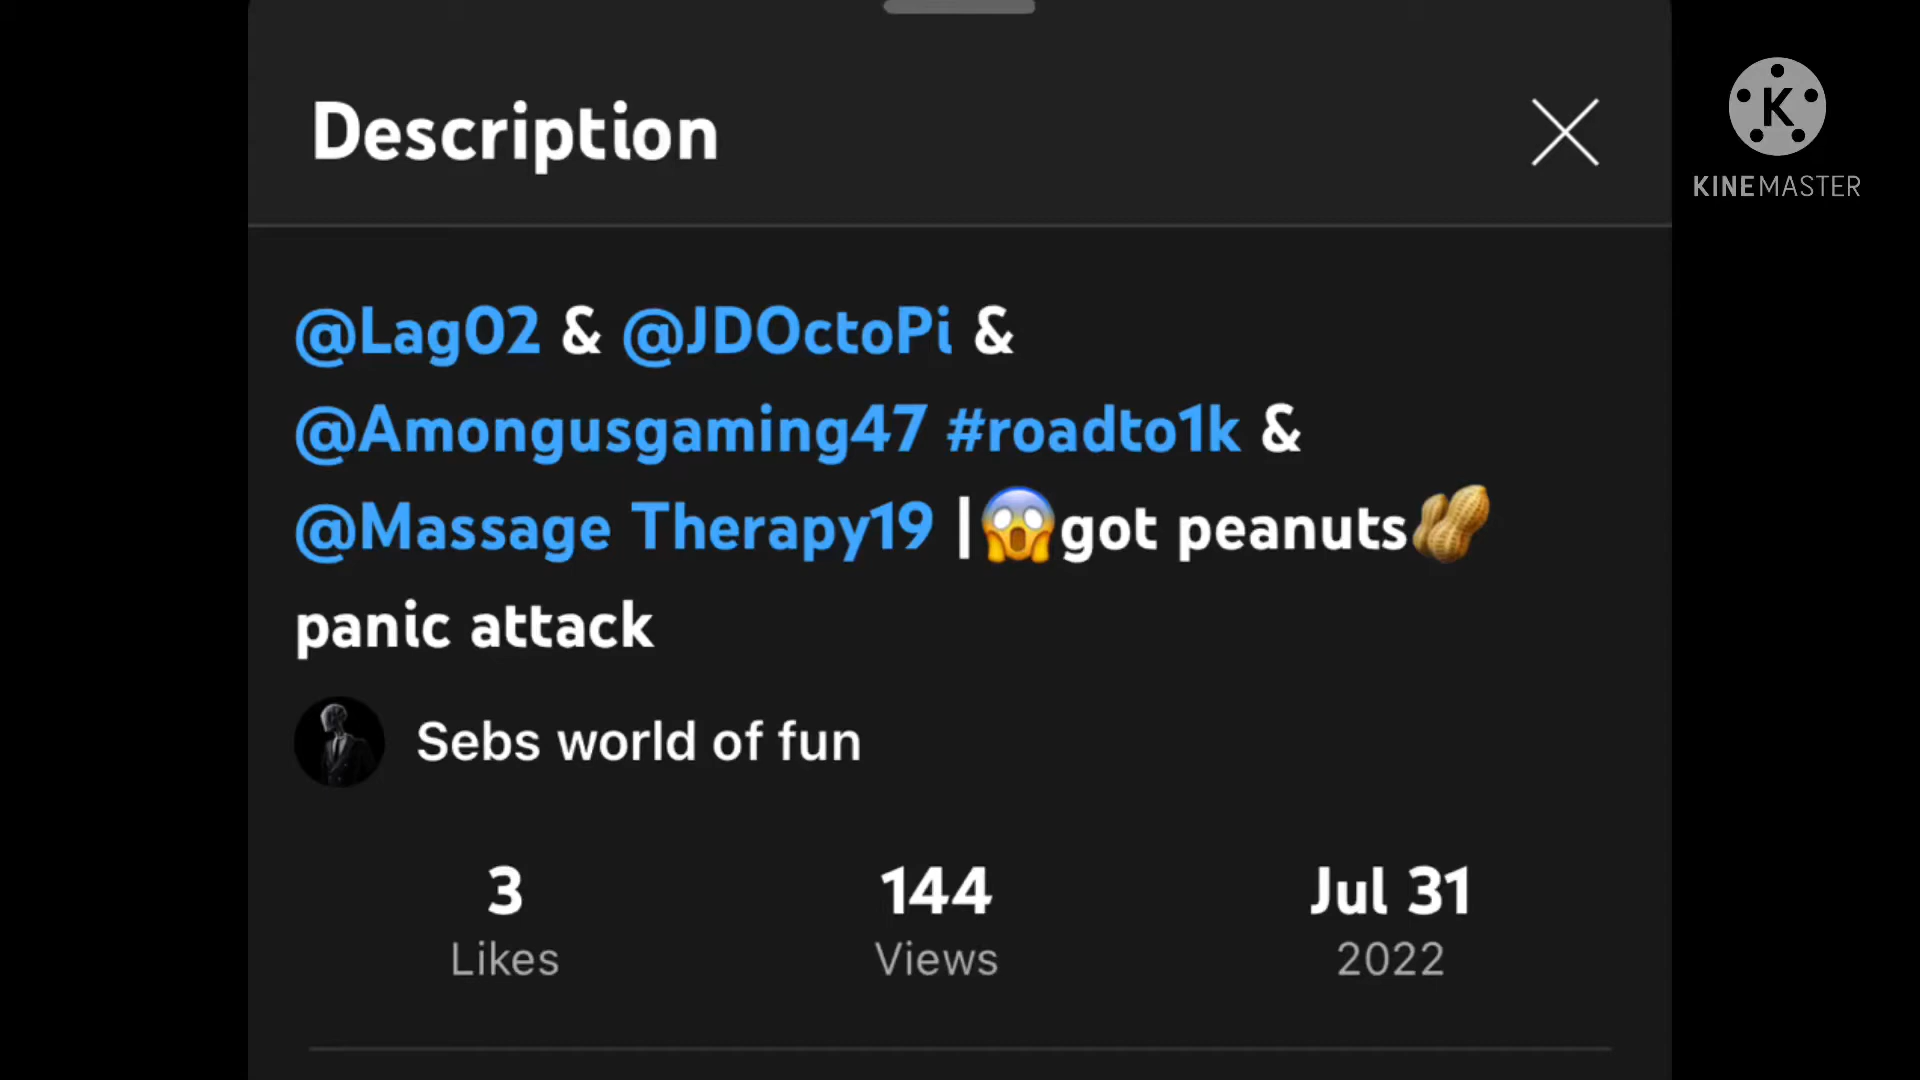 Description
K
KINEMASTER
@Lag02 & @JDOctoPi &
@Amongusgaming47 #roadto1k &
@Massage Therapy19 |😱got peanuts🥜
panic attack
Sebs world of fun
3 144 Jul 31
Likes Views 2022